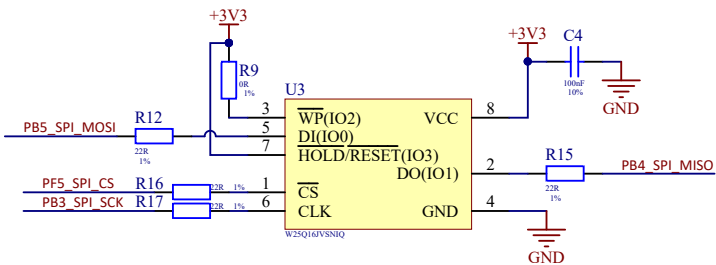 +3V3
+3V3
C4
R9
0R
1%
100nF
10%
GND
U3
3
WP(IO2)
VCC
8
PB5_SPI_MOSI
R12
5
DI(IO0)
22R
1%
7
HOLD/RESET(IO3)
2
R15
PB4_SPI_MISO
DO(IO1)
22R
1%
PF5_SPI_CS
R16
22R
1%
1
CS
PB3_SPI_SCK
R17
22R
1%
6
CLK
GND
4
W25Q16JVSNIQ
GND